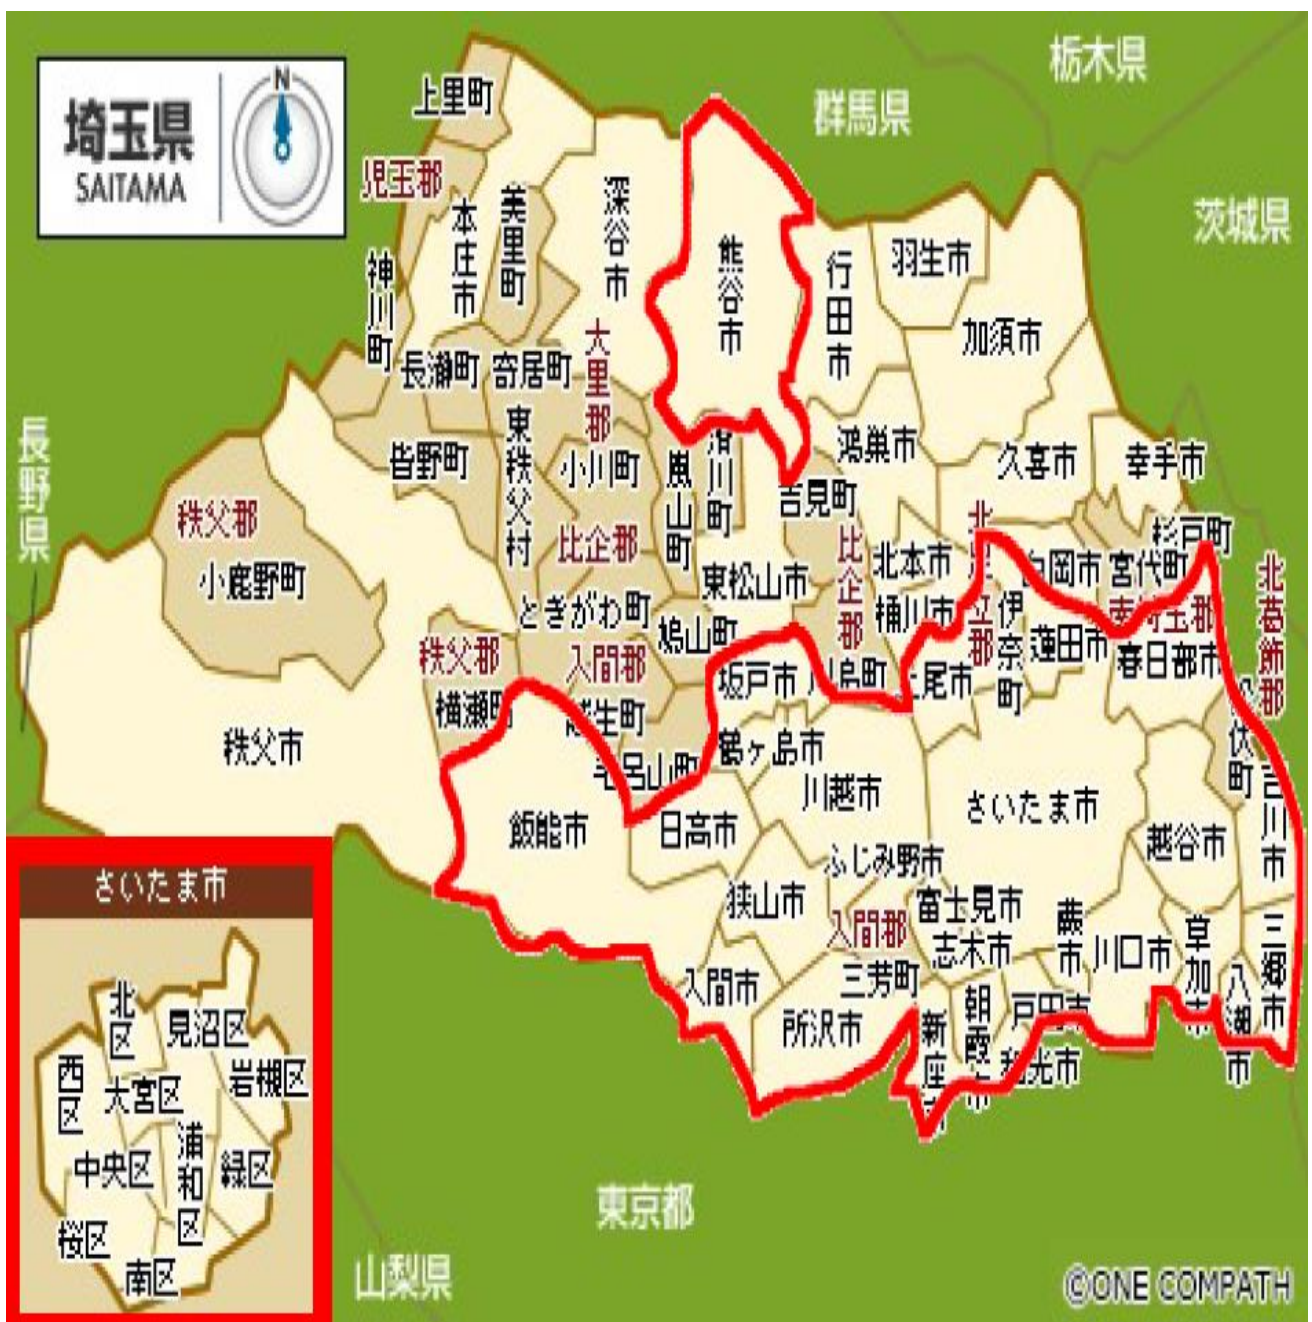 栃木県
群馬県
茨城県
埼玉県
SAITAMA
N
上里町
児玉郡
神川町
本庄市
美里町
深谷市
熊谷市
行田市
羽生市
加須市
長瀞町
寄居町
大里郡
皆野町
東秩父村
小川町
嵐山町
滑川町
吉見町
鴻巣市
久喜市
幸手市
長野県
秩父郡
小鹿野町
比企郡
ときがわ町
東松山市
比企郡
北本市
桶川市
伊奈町
白岡市
宮代町
杉戸町
北葛飾郡
南埼玉郡
蓮田市
春日部市
鳩山町
秩父郡
横瀬町
入間郡
越生町
毛呂山町
坂戸市
川島町
上尾市
鶴ヶ島市
秩父市
飯能市
日高市
川越市
さいたま市
越谷市
吉川市
ふじみ野市
狭山市
入間郡
富士見市
志木市
蕨市
川口市
草加市
八潮市
三郷市
入間市
三芳町
所沢市
新座市
朝霞市
戸田市
和光市
さいたま市
北区
見沼区
西区
大宮区
岩槻区
中央区
浦和区
緑区
桜区
南区
東京都
山梨県
©ONE COMPATH